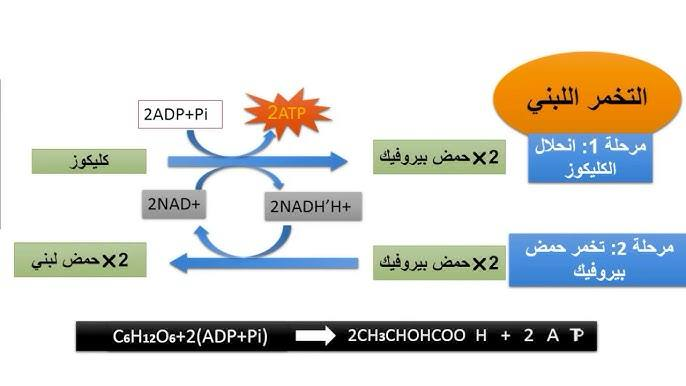 التخمر اللبني
مرحلة 1: انحلال
الكليكوز
2ADP+Pi
2ATP
كليكوز
2×حمض بيروفيك
2NAD+
2NADH’H+
مرحلة 2: تخمر حمض
بيروفيك
2×حمض بيروفيك
2×حمض لبني
C₆H₁₂O₆+2(ADP+Pi) → 2CH₃CHOHCOO H + 2 A TP